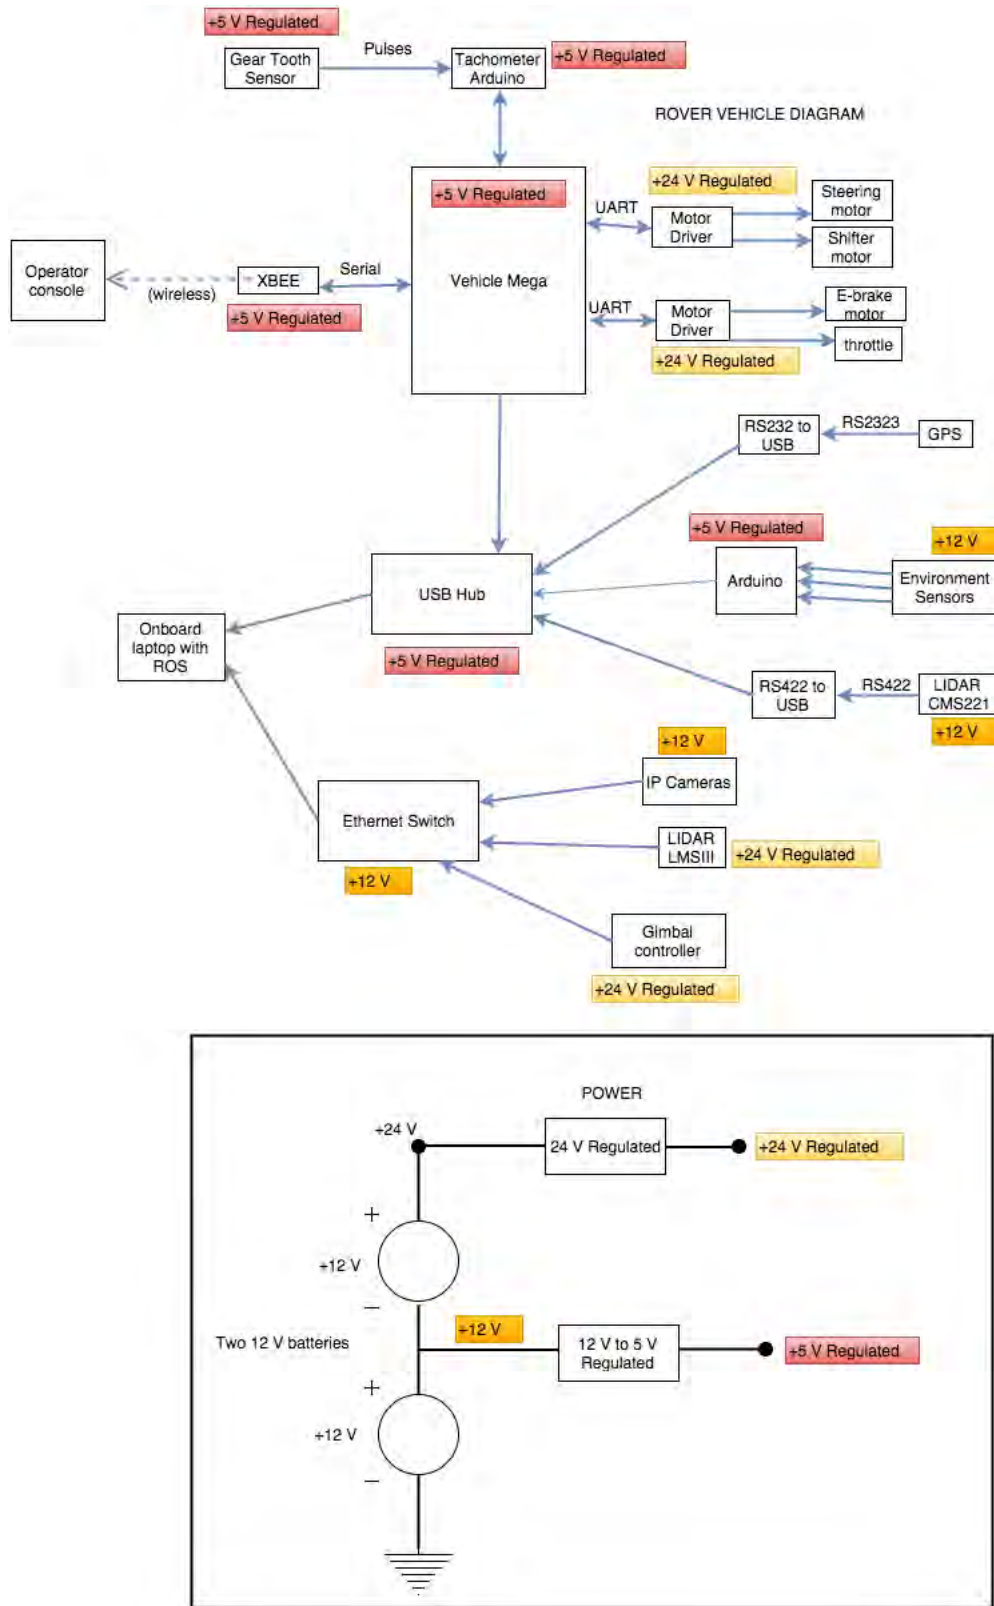 +5 V Regulated
Gear Tooth
Sensor
Pulses
Tachometer
Arduino
+5 V Regulated
ROVER VEHICLE DIAGRAM
+5 V Regulated
Vehicle Mega
UART
+24 V Regulated
Motor
Driver
Steering
motor
Shifter
motor
Operator
console
(wireless)
XBEE
Serial
+5 V Regulated
UART
Motor
Driver
+24 V Regulated
E-brake
motor
throttle
RS232 to
USB
RS2323
GPS
+5 V Regulated
Arduino
+12 V
Environment
Sensors
USB Hub
+5 V Regulated
Onboard
laptop with
ROS
RS422 to
USB
RS422
LIDAR
CMS221
+12 V
+12 V
IP Cameras
Ethernet Switch
+12 V
LIDAR
LMSIII
+24 V Regulated
Gimbal
controller
+24 V Regulated
POWER
+24 V
24 V Regulated
+24 V Regulated
+
+12 V
−
Two 12 V batteries
+12 V
12 V to 5 V
Regulated
+5 V Regulated
+
+12 V
−